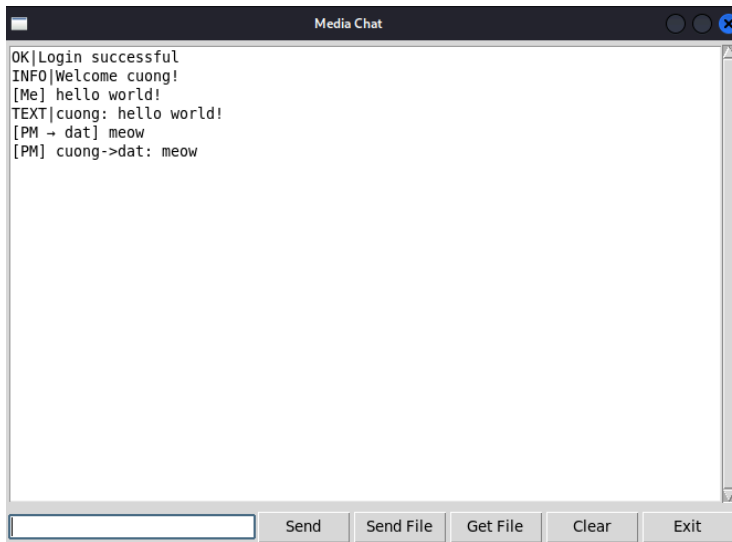 Media Chat
OK|Login successful
INFO|Welcome cuong!
[Me] hello world!
TEXT|cuong: hello world!
[PM → dat] meow
[PM] cuong->dat: meow
Send Send File Get File Clear Exit